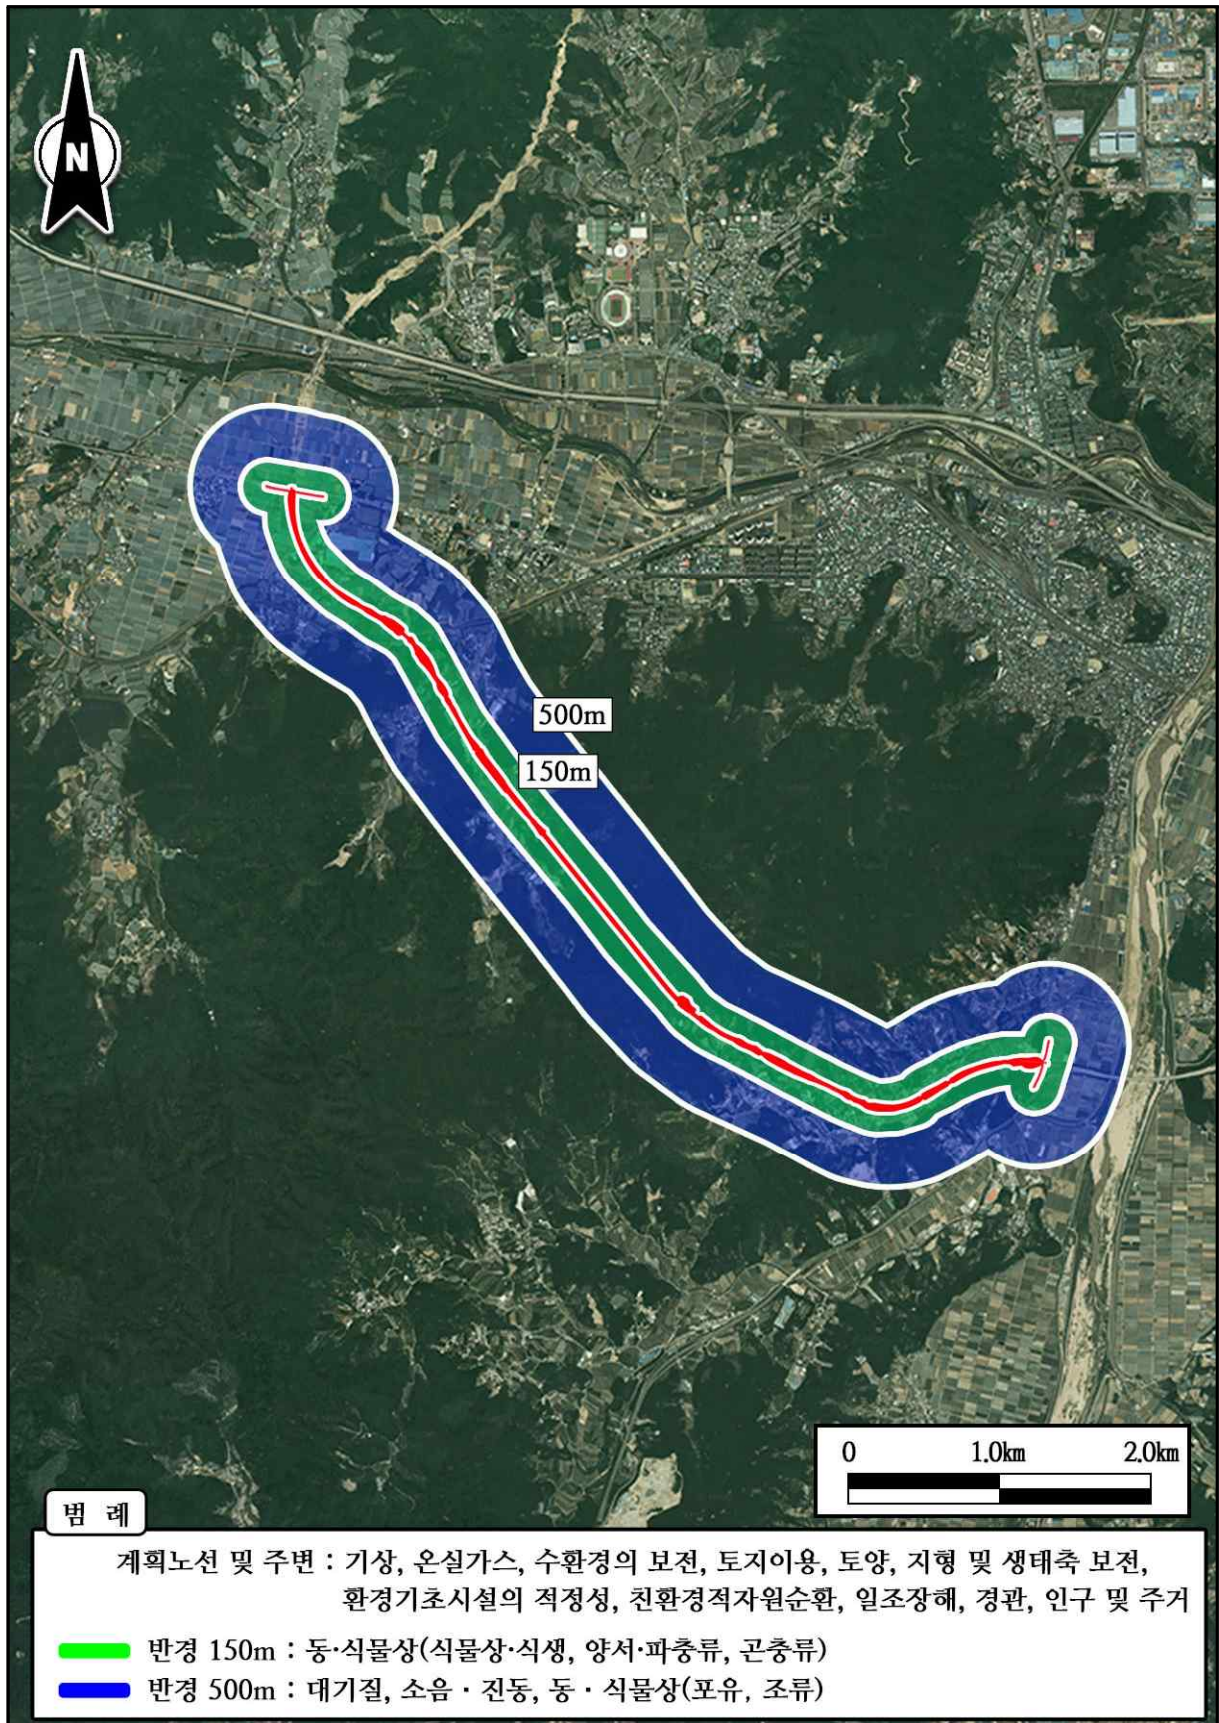 N
500m
150m
0 1.0km 2.0km
범 례
계획노선 및 주변 : 기상, 온실가스, 수환경의 보전, 토지이용, 토양, 지형 및 생태축 보전,
환경기초시설의 적정성, 친환경적자원순환, 일조장해, 경관, 인구 및 주거
반경 150m : 동·식물상(식물상·식생, 양서·파충류, 곤충류)
반경 500m : 대기질, 소음 · 진동, 동 · 식물상(포유, 조류)